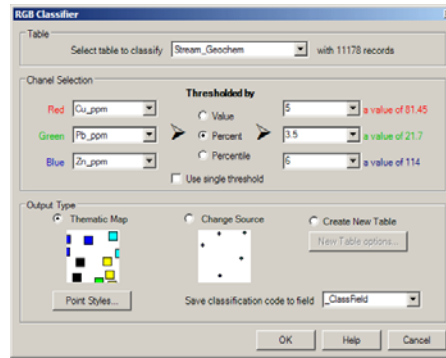 RGB Classifier
Table
Select table to classify Stream_Geochem with 11178 records
Chanel Selection
Thresholded by
Red Cu_ppm Value 5 a value of 81.45
Green Pb_ppm Percent 3.5 a value of 21.7
Blue Zn_ppm Percentile 6 a value of 114
Use single threshold
Output Type
Thematic Map Change Source Create New Table
New Table options...
Point Styles... Save classification code to field _ClassField
OK Help Cancel